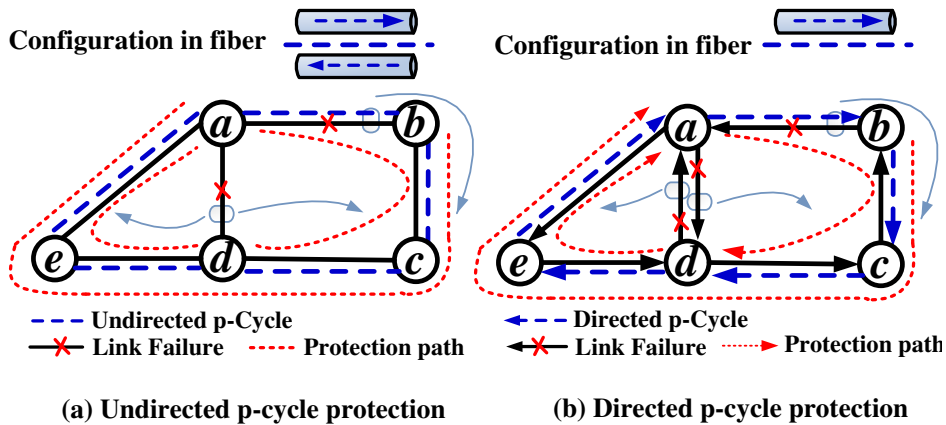 Configuration in fiber
a
b
e
d
c
Undirected p-Cycle
Link Failure
Protection path
(a) Undirected p-cycle protection
Configuration in fiber
a
b
e
d
c
Directed p-Cycle
Link Failure
Protection path
(b) Directed p-cycle protection